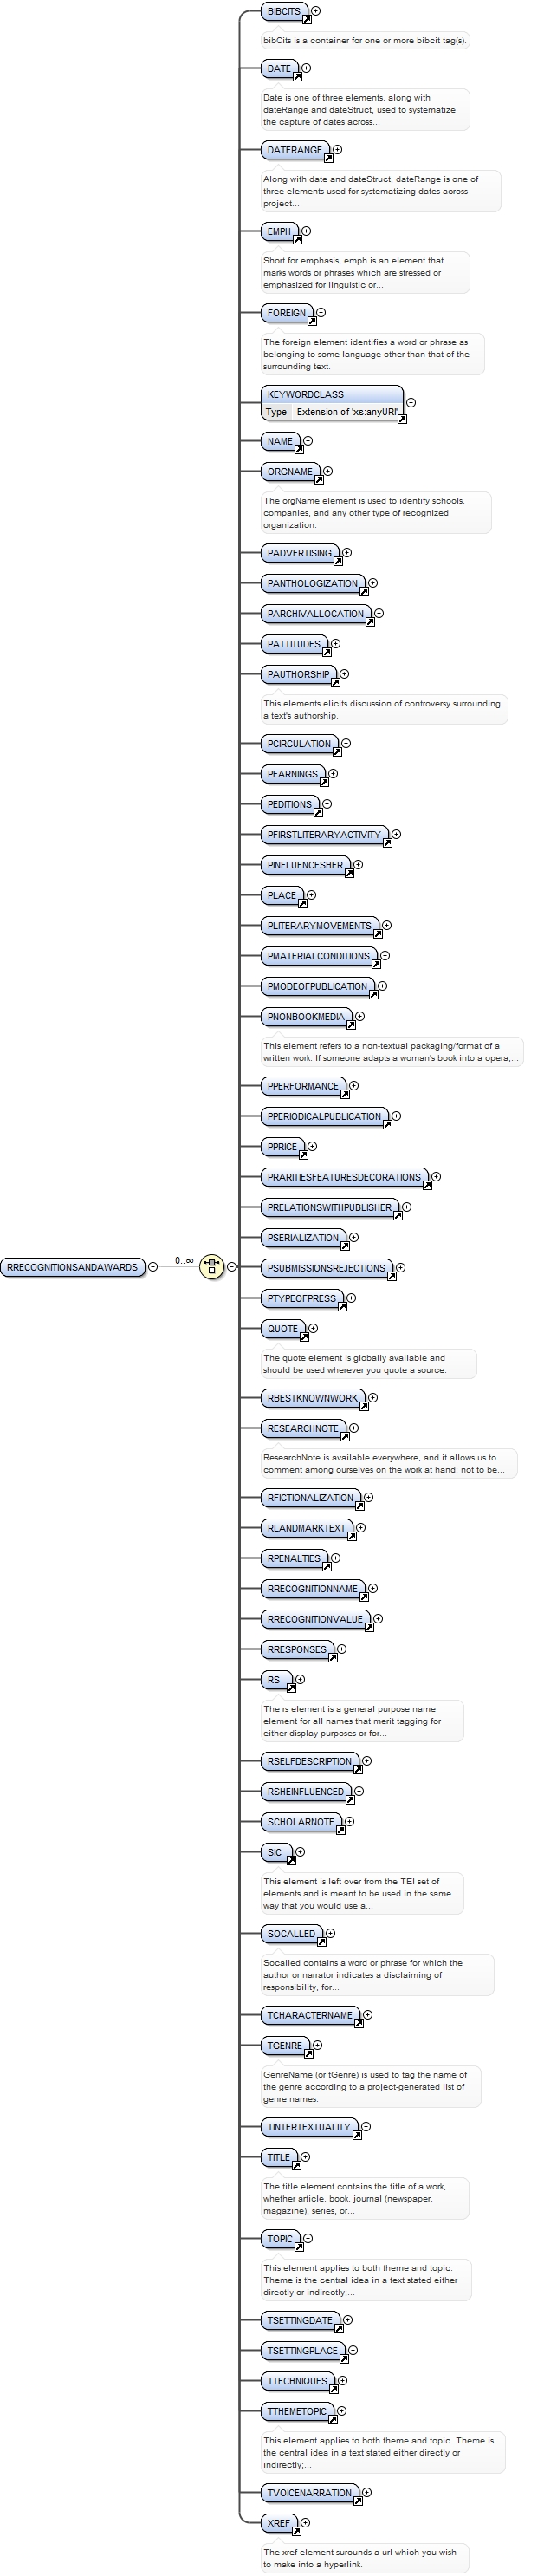 BIBCITS
bibCits is a container for one or more bibcit tag(s).
DATE
Date is one of three elements, along with
dateRange and dateStruct, used to systematize
the capture of dates across...
DATERANGE
Along with date and dateStruct, dateRange is one of
three elements used for systematizing dates across
project...
EMPH
Short for emphasis, emph is an element that
marks words or phrases which are stressed or
emphasized for linguistic or...
FOREIGN
The foreign element identifies a word or phrase as
belonging to some language other than that of the
surrounding text.
KEYWORDCLASS
Type Extension of 'xs:anyURI'
NAME
ORGNAME
The orgName element is used to identify schools,
companies, and any other type of recognized
organization.
PADVERTISING
PANTHOLOGIZATION
PARCHIVALLOCATION
PATTITUDES
PAUTHORSHIP
This elements elicits discussion of controversy surrounding
a text's authorship.
PCIRCULATION
PEARNINGS
PEDITIONS
PFIRSTLITERARYACTIVITY
PINFLUENCESHER
PLACE
PLITERARYMOVEMENTS
PMATERIALCONDITIONS
PMODEOFPUBLICATION
PNONBOOKMEDIA
This element refers to a non-textual packaging/format of a
written work. If someone adapts a woman's book into a opera,...
PPERFORMANCE
PPERIODICALPUBLICATION
PPRICE
PRARITIESFEATURESDECORATIONS
PRELATIONSWITHPUBLISHER
PSERIALIZATION
RRECOGNITIONSANDAWARDS 0..∞
PSUBMISSIONSREJECTIONS
PTYPEOFPRESS
QUOTE
The quote element is globally available and
should be used wherever you quote a source.
RBESTKNOWNWORK
RESEARCHNOTE
ResearchNote is available everywhere, and it allows us to
comment among ourselves on the work at hand; not to be...
RFICTIONALIZATION
RLANDMARKTEXT
RPENALTIES
RRECOGNITIONNAME
RRECOGNITIONVALUE
RRESPONSES
RS
The rs element is a general purpose name
element for all names that merit tagging for
either display purposes or for...
RSELFDESCRIPTION
RSHEINFLUENCED
SCHOLARNOTE
SIC
This element is left over from the TEI set of
elements and is meant to be used in the same
way that you would use a...
SOCALLED
Socalled contains a word or phrase for which the
author or narrator indicates a disclaiming of
responsibility, for...
TCHARACTERNAME
TGENRE
GenreName (or tGenre) is used to tag the name of
the genre according to a project-generated list of
genre names.
TINTERTEXTUALITY
TITLE
The title element contains the title of a work,
whether article, book, journal (newspaper,
magazine), series, or...
TOPIC
This element applies to both theme and topic.
Theme is the central idea in a text stated either
directly or indirectly;...
TSETTINGDATE
TSETTINGPLACE
TTECHNIQUES
TTHEMETOPIC
This element applies to both theme and topic. Theme is
the central idea in a text stated either directly or
indirectly;...
TVOICENARRATION
XREF
The xref element surounds a url which you wish
to make into a hyperlink.